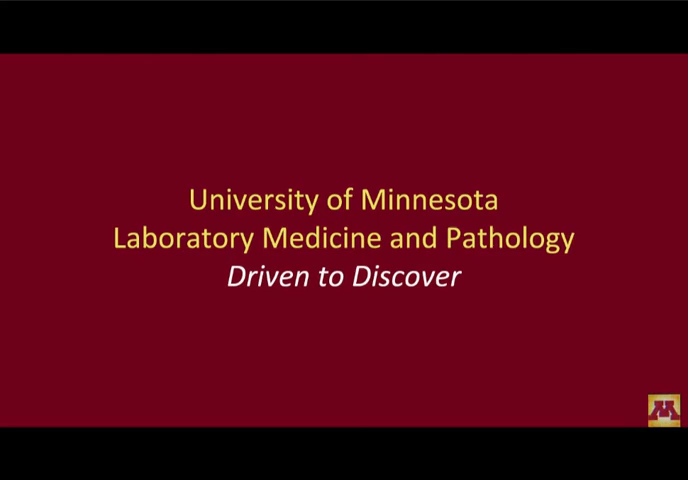 University of Minnesota
Laboratory Medicine and Pathology
Driven to Discover
M